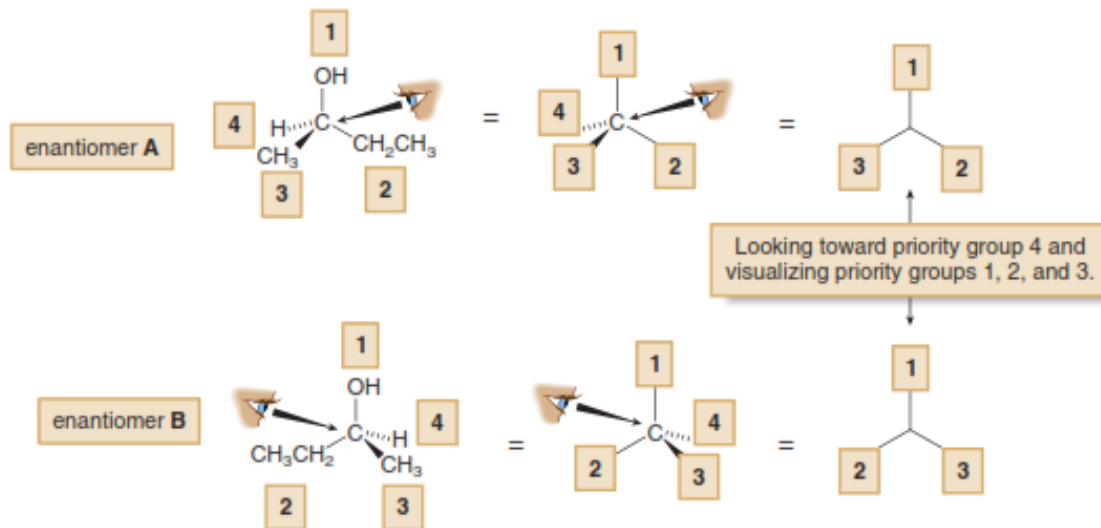 1
OH
4
H
C
CH₃
CH₂CH₃
3
2
=
1
4
C
3
2
=
1
3
2
enantiomer A
Looking toward priority group 4 and
visualizing priority groups 1, 2, and 3.
enantiomer B
1
OH
4
C
H
CH₃CH₂
CH₃
2
3
=
1
4
C
2
3
=
1
2
3